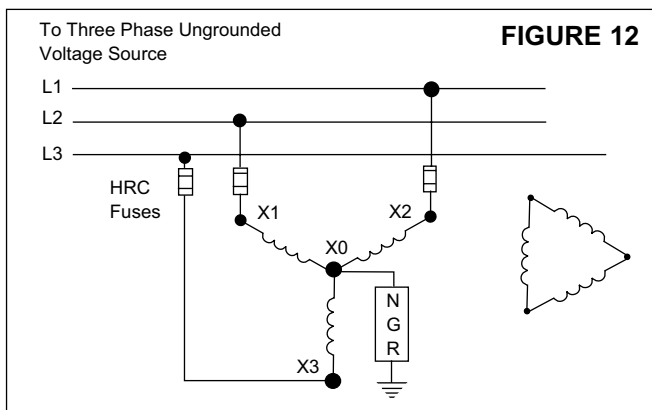 To Three Phase Ungrounded
Voltage Source
FIGURE 12
L1
L2
L3
HRC
Fuses
X1
X2
X0
N
G
R
X3